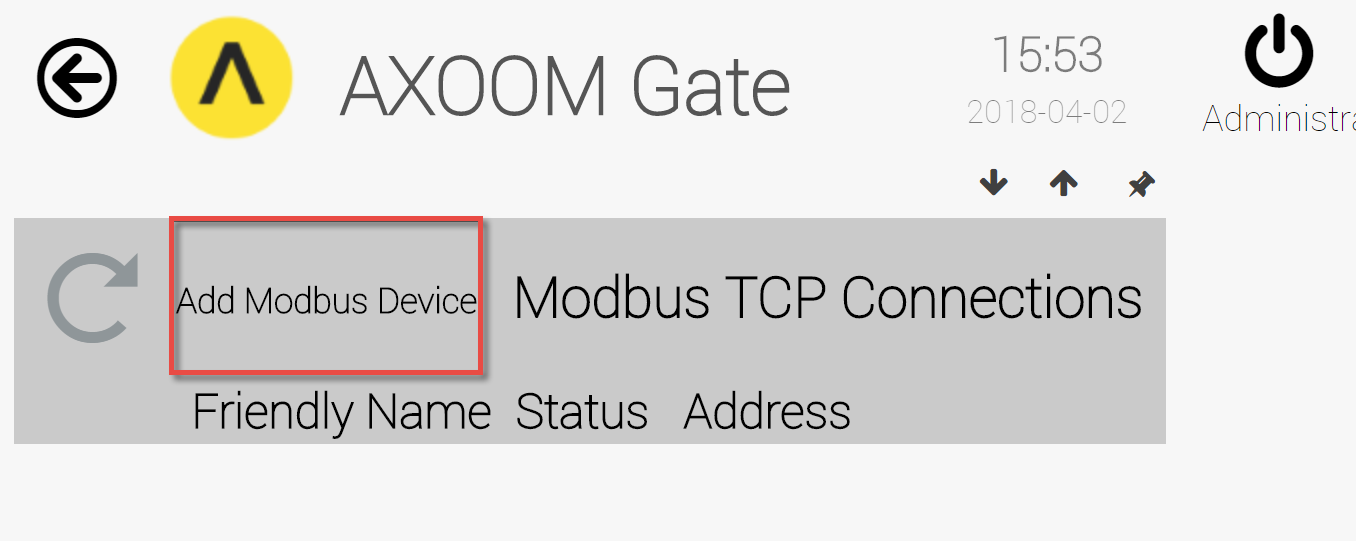 AXOOM Gate
15:53
2018-04-02
Administra
Add Modbus Device
Modbus TCP Connections
Friendly Name Status Address